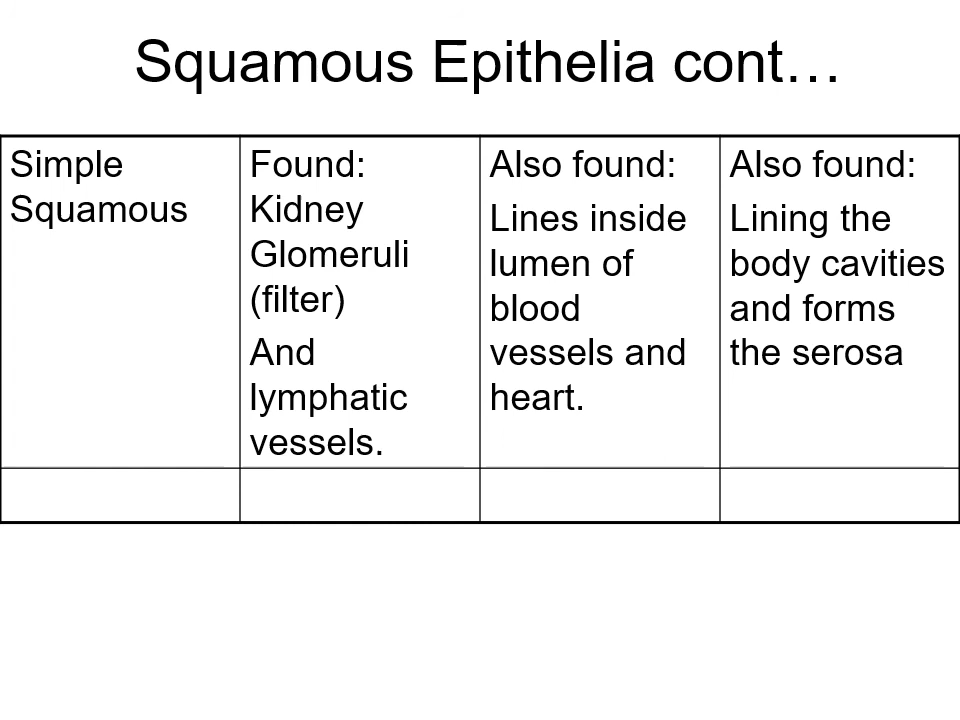 Squamous Epithelia cont…
Simple
Squamous
Found:
Kidney
Glomeruli
(filter)
And
lymphatic
vessels.
Also found:
Lines inside
lumen of
blood
vessels and
heart.
Also found:
Lining the
body cavities
and forms
the serosa